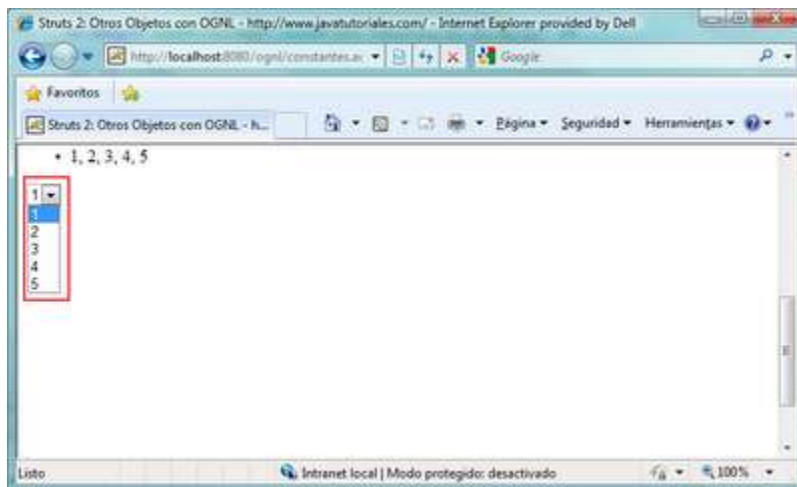 Struts 2: Otros Objetos con OGNL - http://www.javatutoriales.com/ - Internet Explorer provided by Dell
http://localhost:8080/ognl/constantes.ac
Google
Favoritos
Struts 2: Otros Objetos con OGNL - h...
Página
Seguridad
Herramientas
• 1, 2, 3, 4, 5
1
1
2
3
4
5
Listo
Intranet local | Modo protegido: desactivado
100%